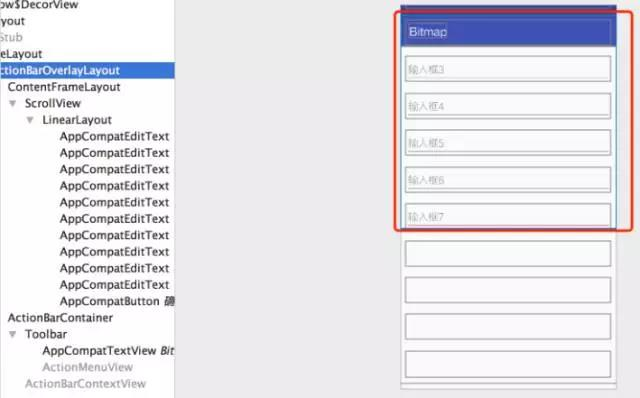 ow$DecorView
yout
Stub
eLayout
ctionBarOverlayLayout
ContentFrameLayout
ScrollView
LinearLayout
AppCompatEditText
AppCompatEditText
AppCompatEditText
AppCompatEditText
AppCompatEditText
AppCompatEditText
AppCompatEditText
AppCompatEditText
AppCompatEditText
AppCompatEditText
AppCompatButton 确
ActionBarContainer
Toolbar
AppCompatTextView Bit
ActionMenuView
ActionBarContextView
Bitmap
输入框3
输入框4
输入框5
输入框6
输入框7